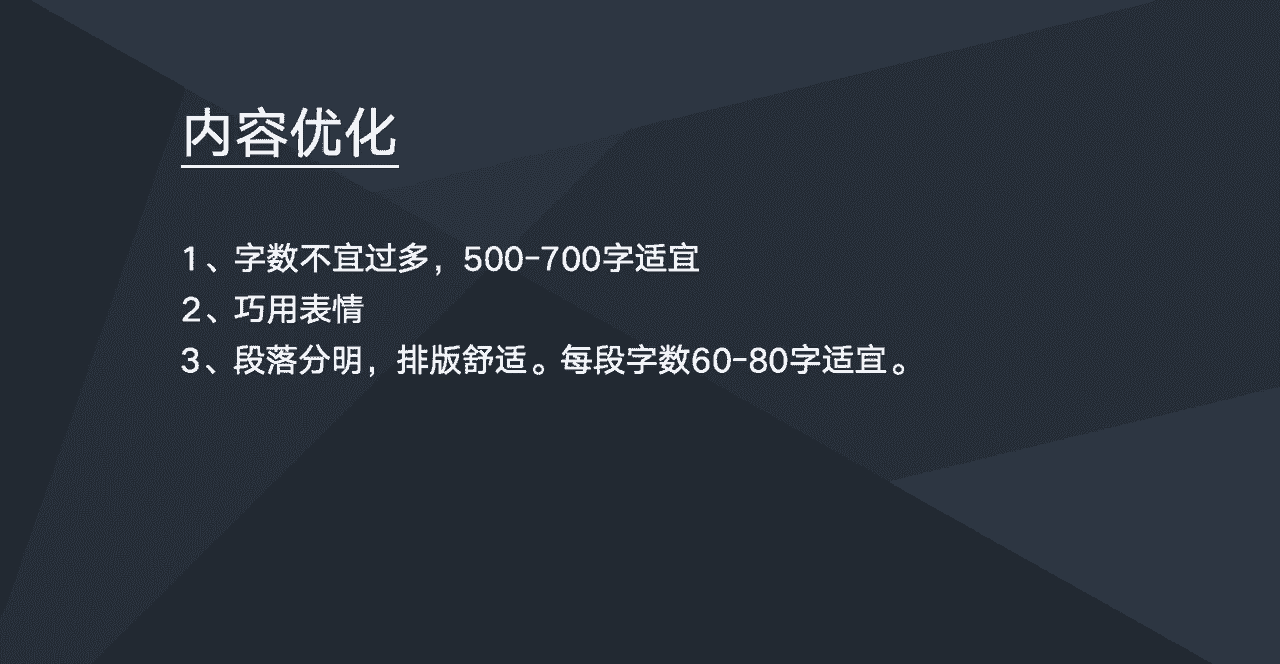 内容优化
1、字数不宜过多，500-700字适宜
2、巧用表情
3、段落分明，排版舒适。每段字数60-80字适宜。